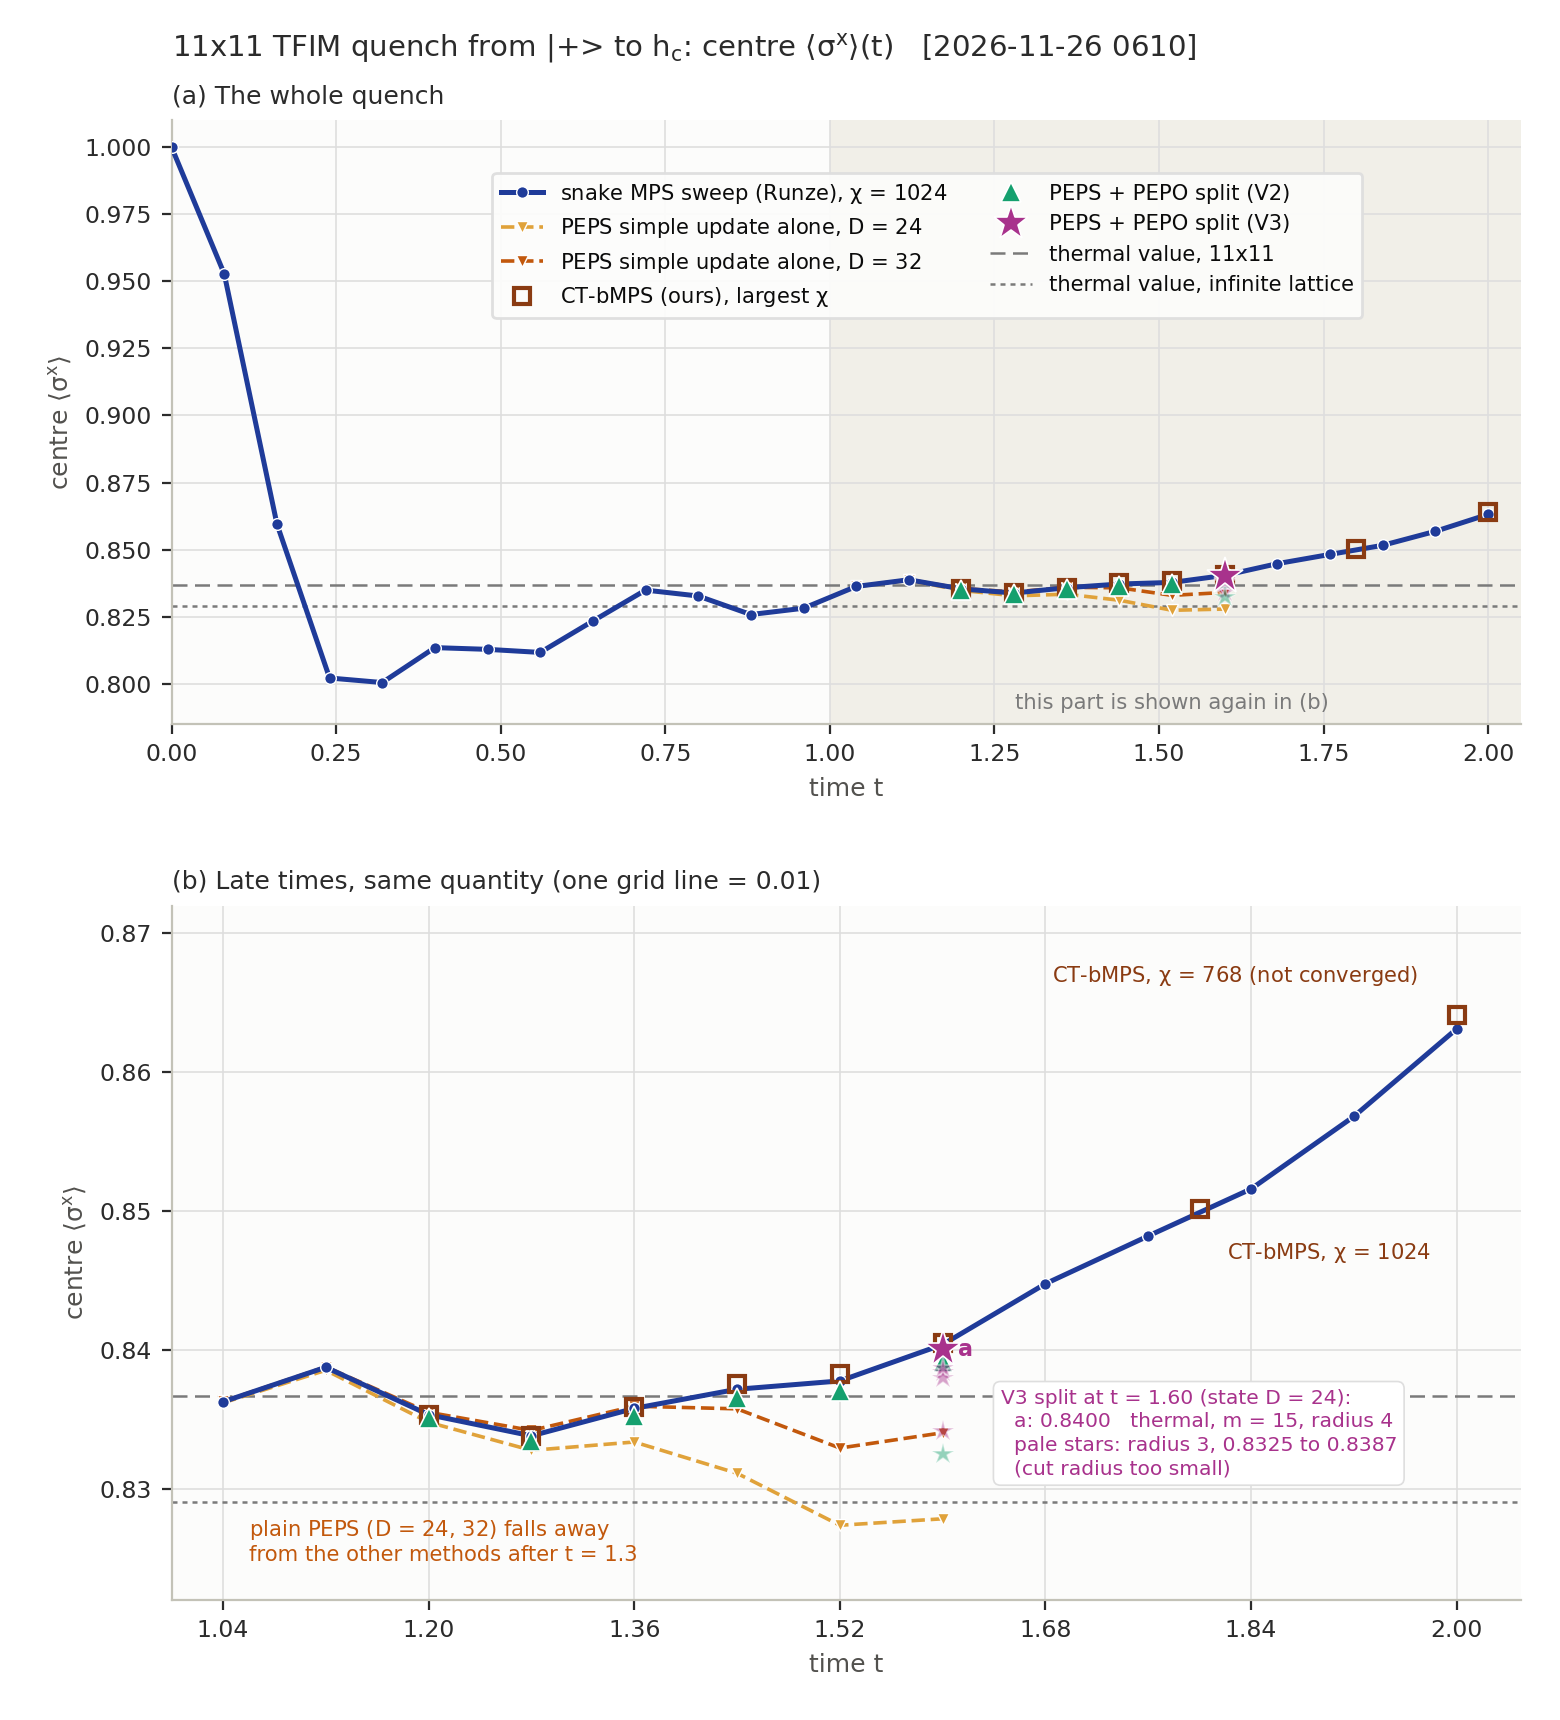 11x11 TFIM quench from |+> to h_c: centre ⟨σ^x⟩(t) [2026-11-26 0610]
(a) The whole quench
snake MPS sweep (Runze), χ = 1024
PEPS simple update alone, D = 24
PEPS simple update alone, D = 32
CT-bMPS (ours), largest χ
PEPS + PEPO split (V2)
PEPS + PEPO split (V3)
thermal value, 11x11
thermal value, infinite lattice
centre ⟨σ^x⟩
1.000
0.975
0.950
0.925
0.900
0.875
0.850
0.825
0.800
this part is shown again in (b)
0.00 0.25 0.50 0.75 1.00 1.25 1.50 1.75 2.00
time t
(b) Late times, same quantity (one grid line = 0.01)
centre ⟨σ^x⟩
0.87
0.86
0.85
0.84
0.83
CT-bMPS, χ = 768 (not converged)
CT-bMPS, χ = 1024
a
V3 split at t = 1.60 (state D = 24):
a: 0.8400 thermal, m = 15, radius 4
pale stars: radius 3, 0.8325 to 0.8387
(cut radius too small)
plain PEPS (D = 24, 32) falls away
from the other methods after t = 1.3
1.04 1.20 1.36 1.52 1.68 1.84 2.00
time t